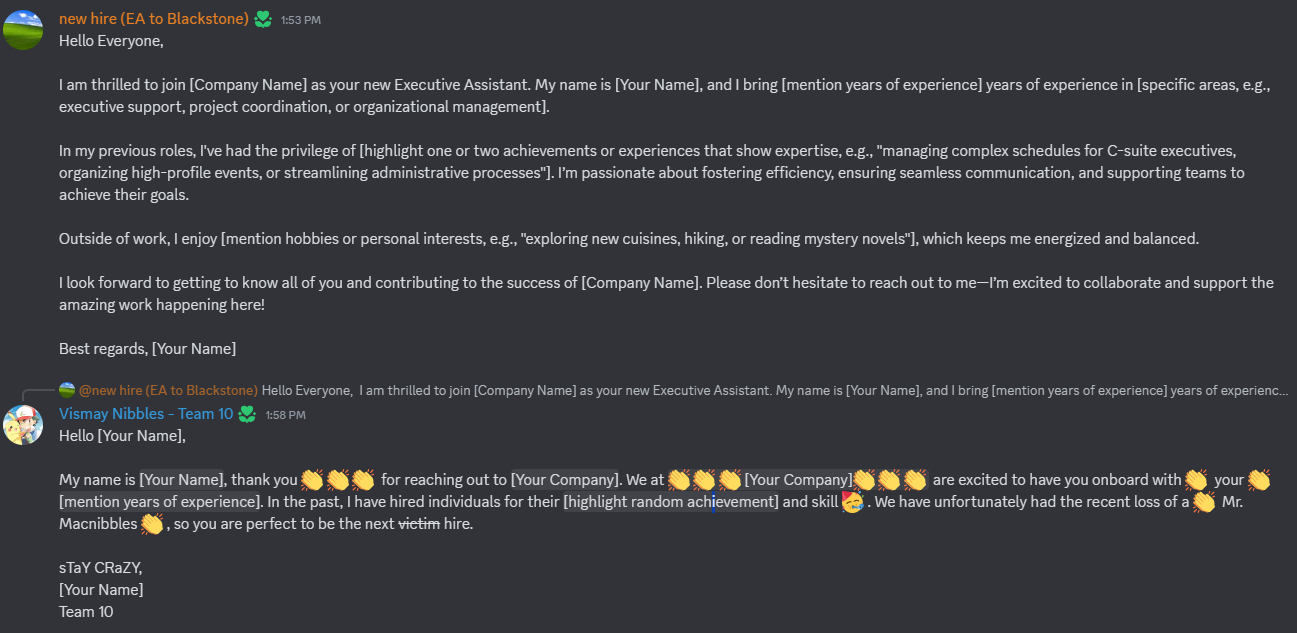 new hire (EA to Blackstone) 1:53 PM
Hello Everyone,
I am thrilled to join [Company Name] as your new Executive Assistant. My name is [Your Name], and I bring [mention years of experience] years of experience in [specific areas, e.g.,
executive support, project coordination, or organizational management].
In my previous roles, I've had the privilege of [highlight one or two achievements or experiences that show expertise, e.g., "managing complex schedules for C-suite executives,
organizing high-profile events, or streamlining administrative processes"]. I’m passionate about fostering efficiency, ensuring seamless communication, and supporting teams to
achieve their goals.
Outside of work, I enjoy [mention hobbies or personal interests, e.g., "exploring new cuisines, hiking, or reading mystery novels"], which keeps me energized and balanced.
I look forward to getting to know all of you and contributing to the success of [Company Name]. Please don’t hesitate to reach out to me—I’m excited to collaborate and support the
amazing work happening here!
Best regards, [Your Name]
@new hire (EA to Blackstone) Hello Everyone, I am thrilled to join [Company Name] as your new Executive Assistant. My name is [Your Name], and I bring [mention years of experience] years of experienc...
Vismay Nibbles - Team 10 1:58 PM
Hello [Your Name],
My name is [Your Name], thank you 👏👏👏 for reaching out to [Your Company]. We at 👏👏👏[Your Company]👏👏👏 are excited to have you onboard with 👏 your 👏
[mention years of experience]. In the past, I have hired individuals for their [highlight random achievement] and skill 🥳. We have unfortunately had the recent loss of a 👏 Mr.
Macnibbles 👏, so you are perfect to be the next victim hire.
sTaY CRaZY,
[Your Name]
Team 10